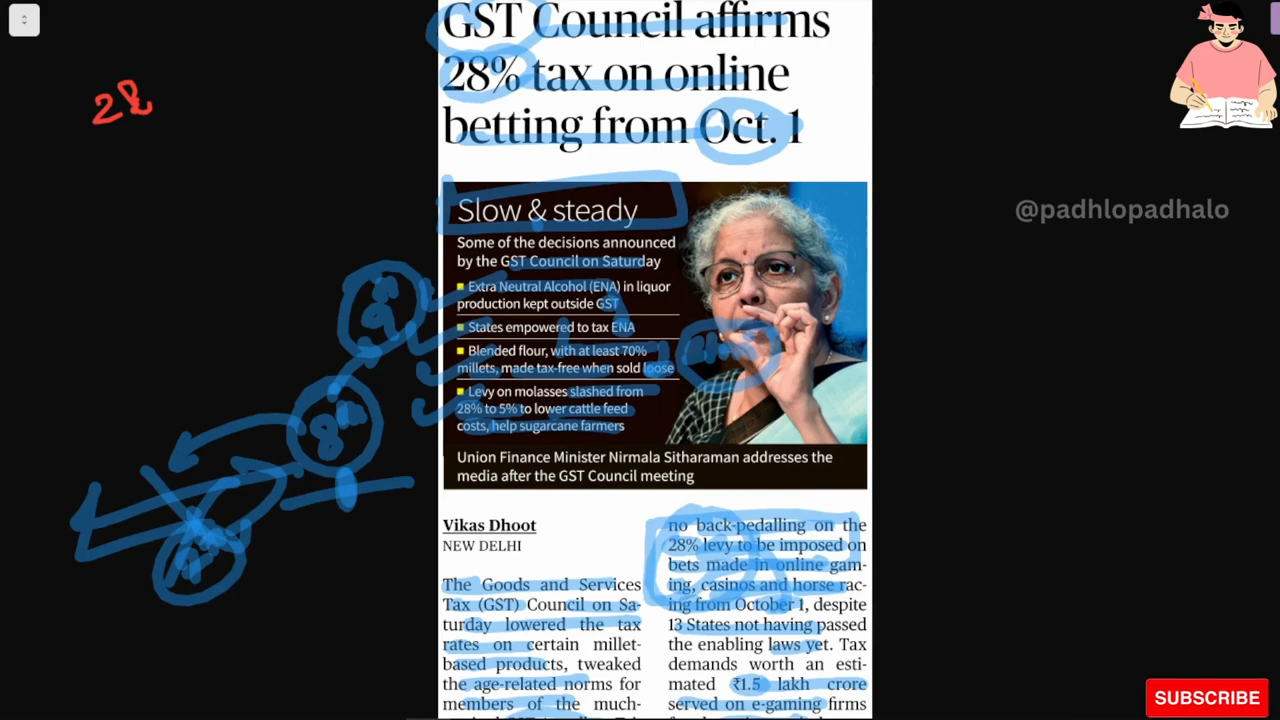 GST Council affirms
28% tax on online
betting from Oct. 1
28
@padhlopadhalo
Slow & steady
Some of the decisions announced
by the GST Council on Saturday
Extra Neutral Alcohol (ENA) in liquor
production kept outside GST
States empowered to tax ENA
Blended flour, with at least 70%
millets, made tax-free when sold loose
Levy on molasses slashed from
28% to 5% to lower cattle feed
costs, help sugarcane farmers
8th
Union Finance Minister Nirmala Sitharaman addresses the
media after the GST Council meeting
Vikas Dhoot
NEW DELHI
The Goods and Services
Tax (GST) Council on Sa-
turday lowered the tax
rates on certain millet-
based products, tweaked
the age-related norms for
members of the much-
no back-pedalling on the
28% levy to be imposed on
bets made in online gam-
ing, casinos and horse rac-
ing from October 1, despite
13 States not having passed
the enabling laws yet. Tax
demands worth an esti-
mated ₹1.5 lakh crore
served on e-gaming firms
SUBSCRIBE